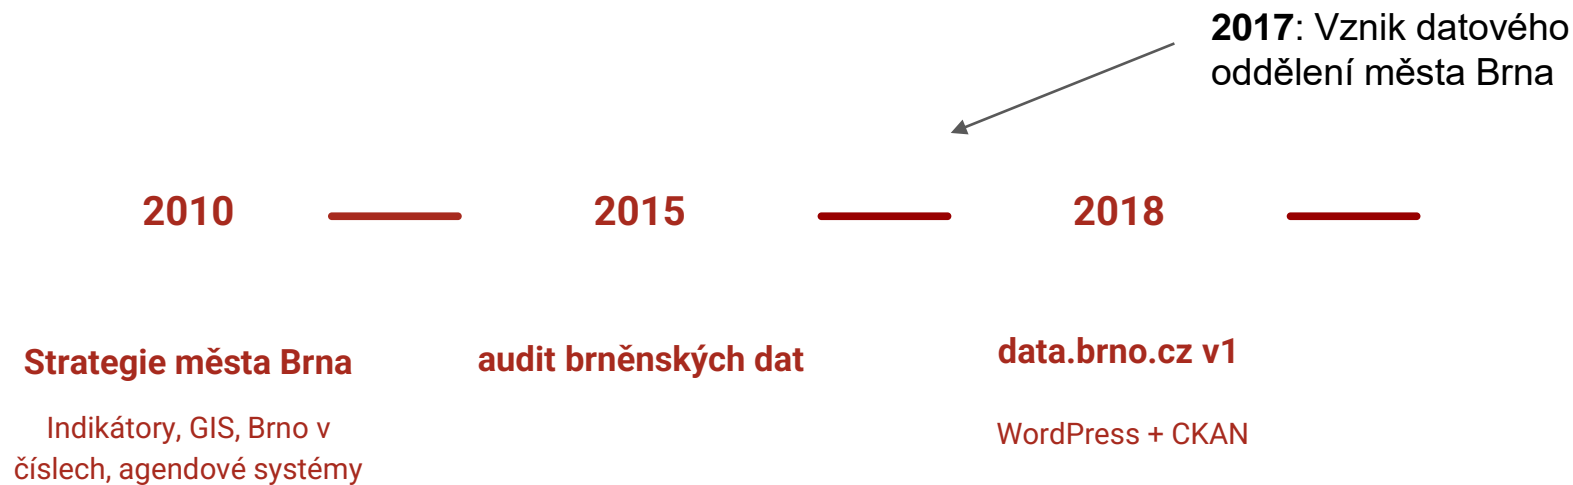 2017: Vznik datového
oddělení města Brna
2010
2015
2018
Strategie města Brna
audit brněnských dat
data.brno.cz v1
Indikátory, GIS, Brno v
číslech, agendové systémy
WordPress + CKAN